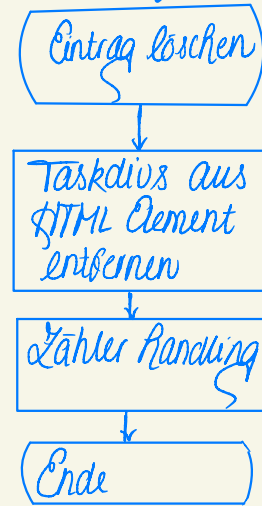 Eintrag löschen
Taskdivs aus
HTML Element
entfernen
Zähler Handling
Ende